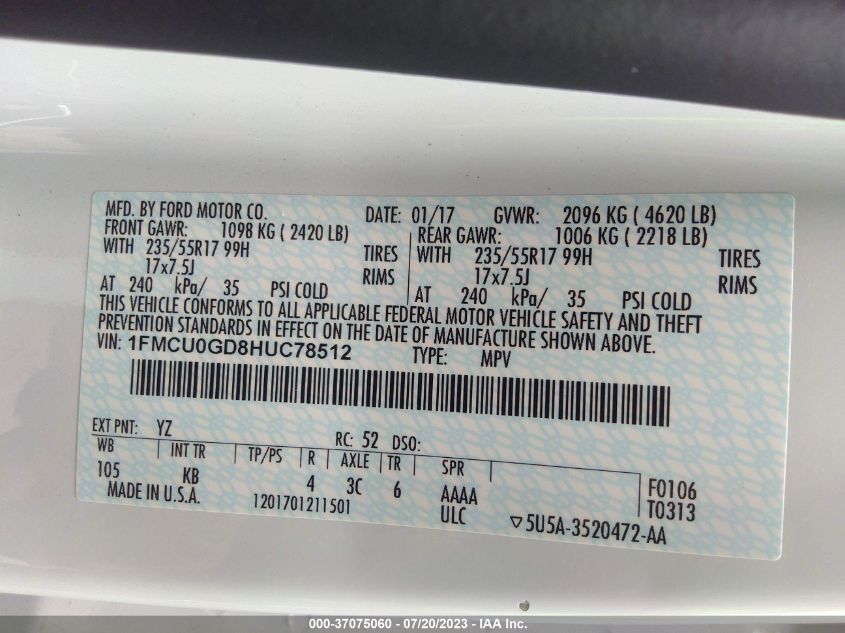 MFD. BY FORD MOTOR CO. DATE: 01/17 GVWR: 2096 KG ( 4620 LB)
FRONT GAWR: 1098 KG ( 2420 LB) REAR GAWR: 1006 KG ( 2218 LB)
WITH 235/55R17 99H TIRES WITH 235/55R17 99H TIRES
17x7.5J RIMS 17x7.5J RIMS
AT 240 kPa/ 35 PSI COLD AT 240 kPa/ 35 PSI COLD
THIS VEHICLE CONFORMS TO ALL APPLICABLE FEDERAL MOTOR VEHICLE SAFETY AND THEFT
PREVENTION STANDARDS IN EFFECT ON THE DATE OF MANUFACTURE SHOWN ABOVE.
VIN: 1FMCU0GD8HUC78512 TYPE: MPV
EXT PNT: YZ RC: 52 DSO:
WB INT TR TP/PS R AXLE TR SPR
105 KB 4 3C 6 AAAA F0106
MADE IN U.S.A. 1201701211501 ULC T0313
▽5U5A-3520472-AA
000-37075060 - 07/20/2023 - IAA Inc.